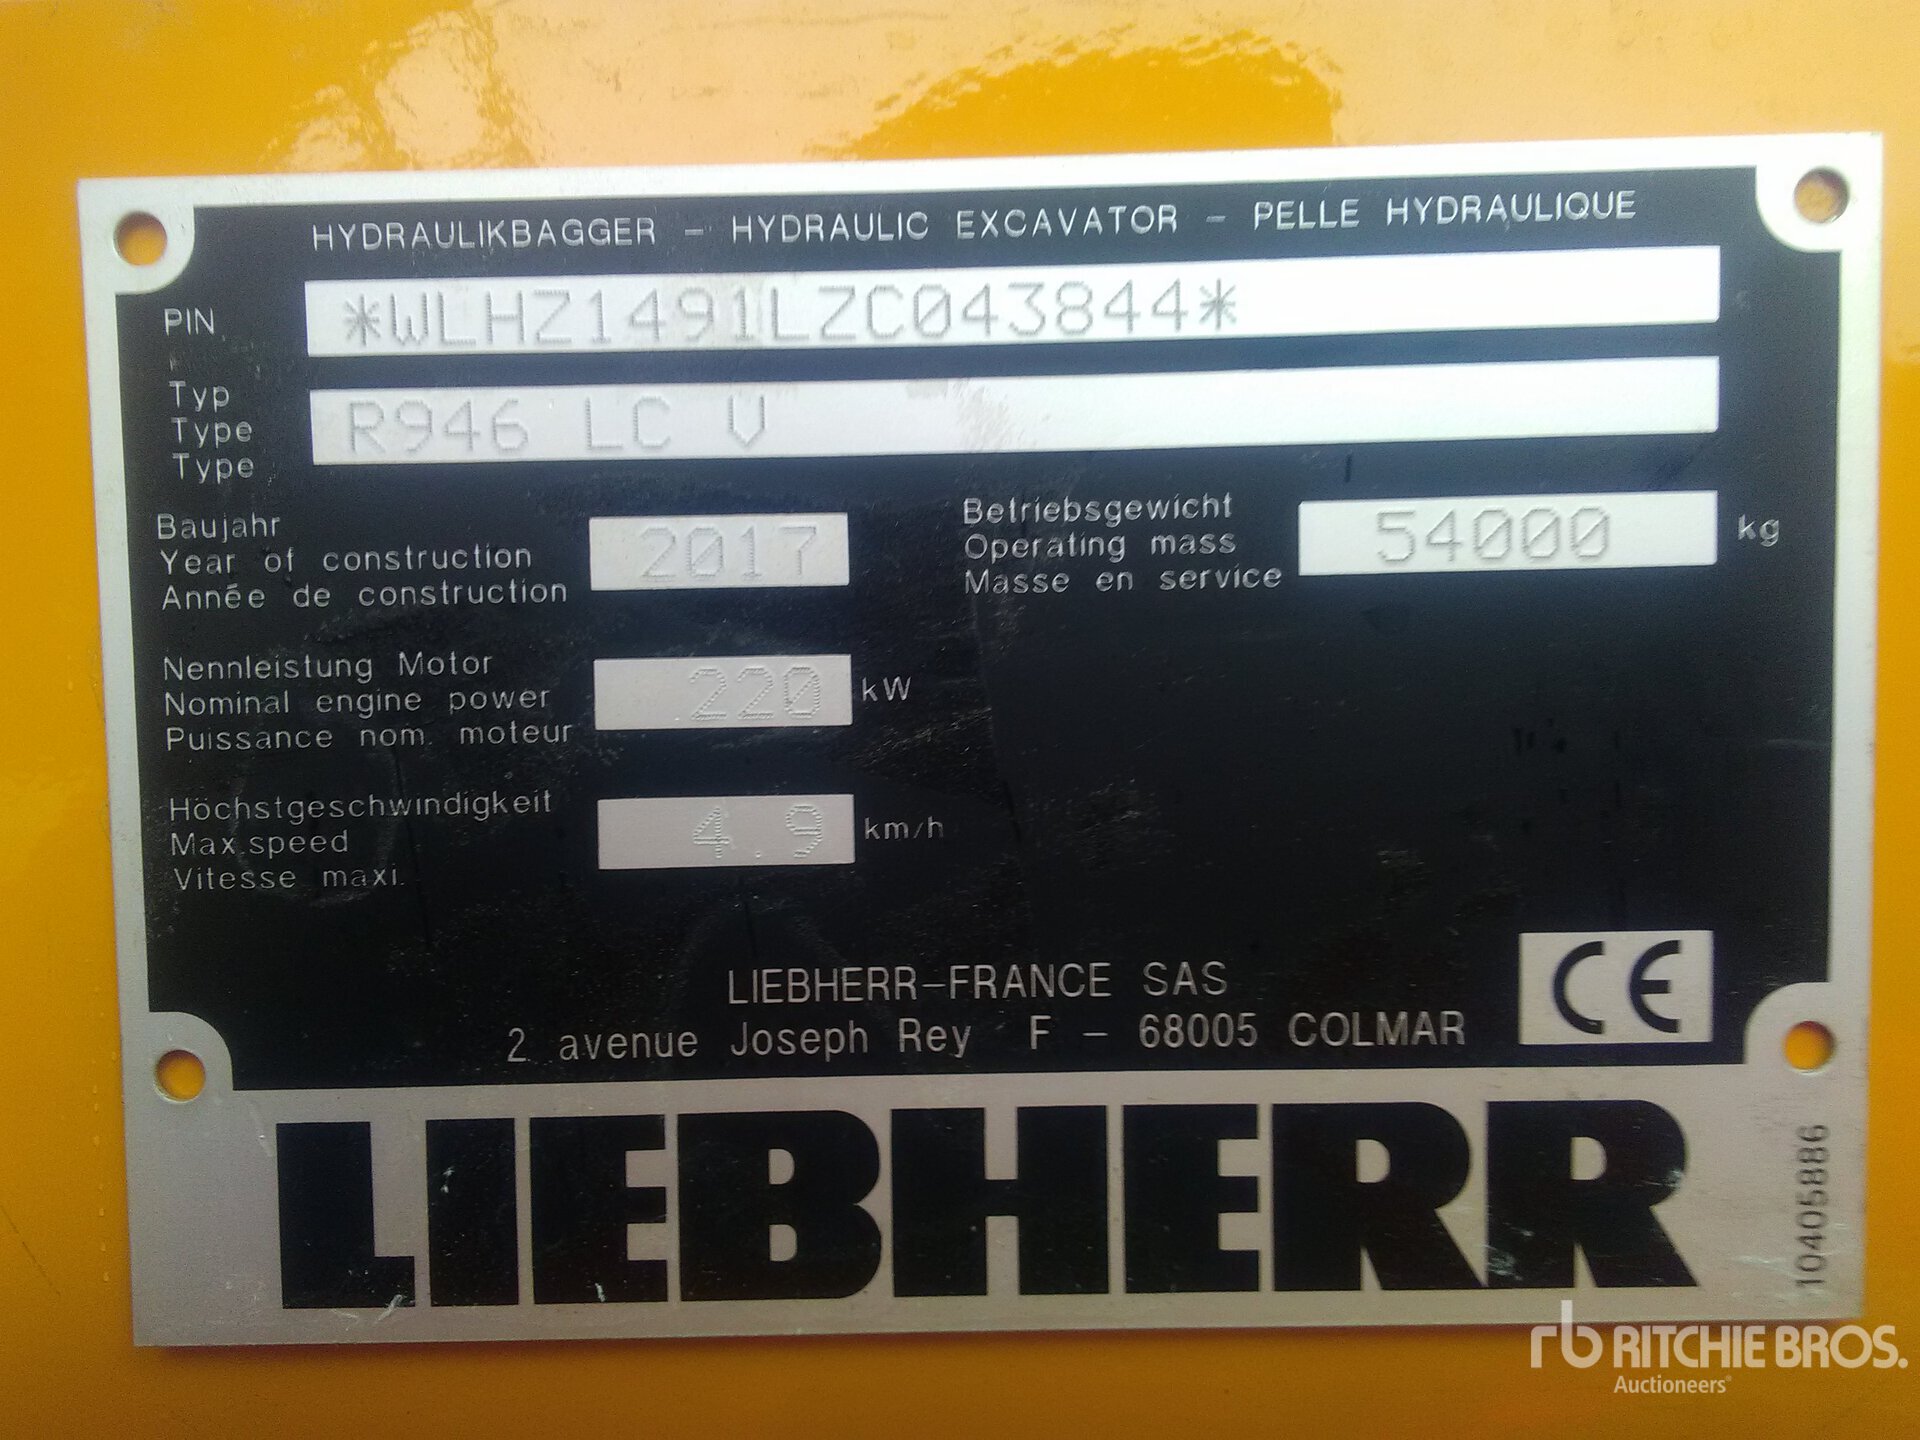 HYDRAULIKBAGGER - HYDRAULIC EXCAVATOR - PELLE HYDRAULIQUE
PIN *WLHZ1491LZC043844*
Typ
Type R946 LC V
Type
Baujahr
Year of construction 2017
Année de construction
Betriebsgewicht
Operating mass 54000 kg
Masse en service
Nennleistung Motor
Nominal engine power 220 kW
Puissance nom. moteur
Höchstgeschwindigkeit
Max.speed 4.9 km/h
Vitesse maxi.
LIEBHERR-FRANCE SAS
2 avenue Joseph Rey F - 68005 COLMAR
CE
LIEBHERR
10405886
rb RITCHIE BROS.
Auctioneers®